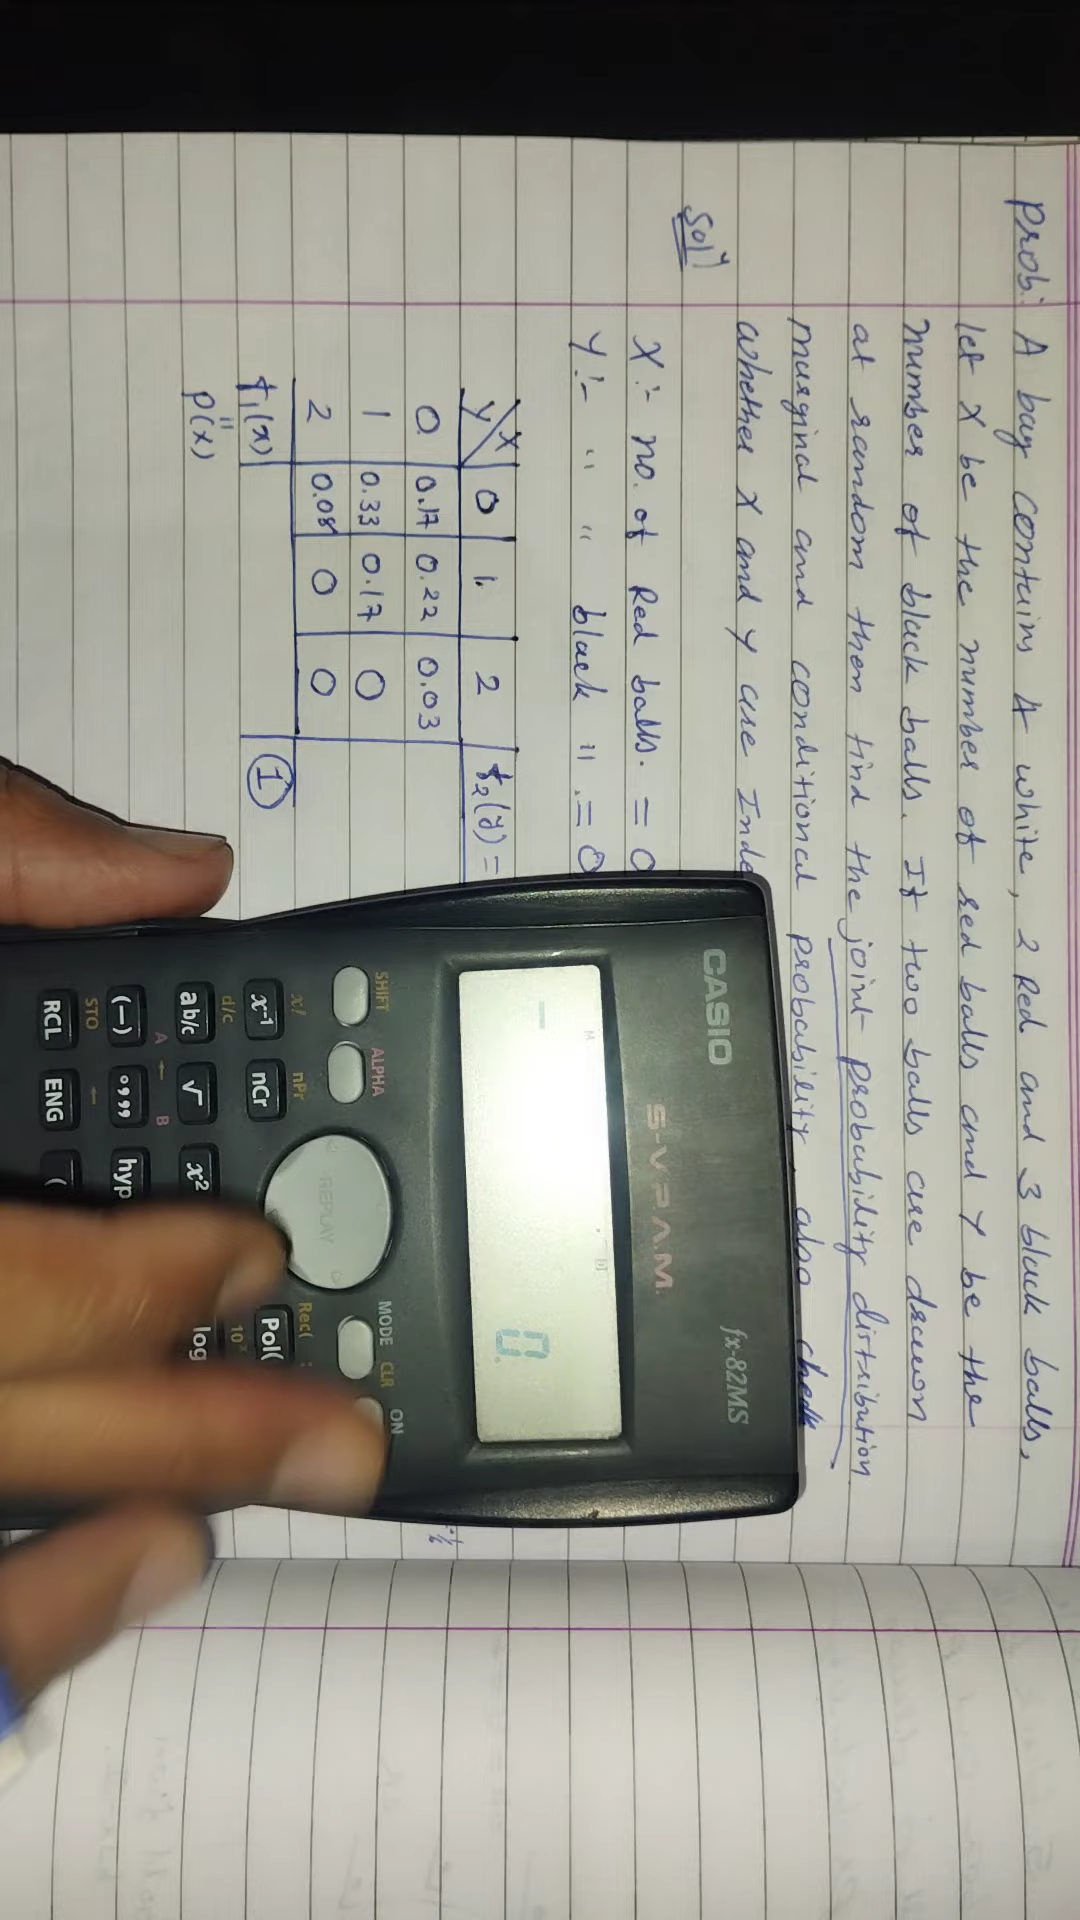 Prob:- A bag contains 4 white, 2 Red and 3 black balls,
let X be the number of red balls and Y be the
number of black balls. If two balls are drawn
at random then find the joint- probability distribution
marginal and conditional probability also check
whether X and Y are Inde
Sol^n
X :- no. of Red balls. = 0
Y :- " " black " = 0
Y X 0 1. 2 f₂(y) =
0. 0.17 0.22 0.03
1 0.33 0.17 0
2 0.08 0 0
f₁(x) 1
"
p(x)
CASIO fx-82MS
S-V.P.A.M.
M D
0.
SHIFT ALPHA MODE CLR ON
x! nPr Rec( :
x⁻¹ nCr REPLAY Pol(
d/c 10ˣ
ab/c √ x² log
A B
(−) °,,, hyp
STO ←
RCL ENG (